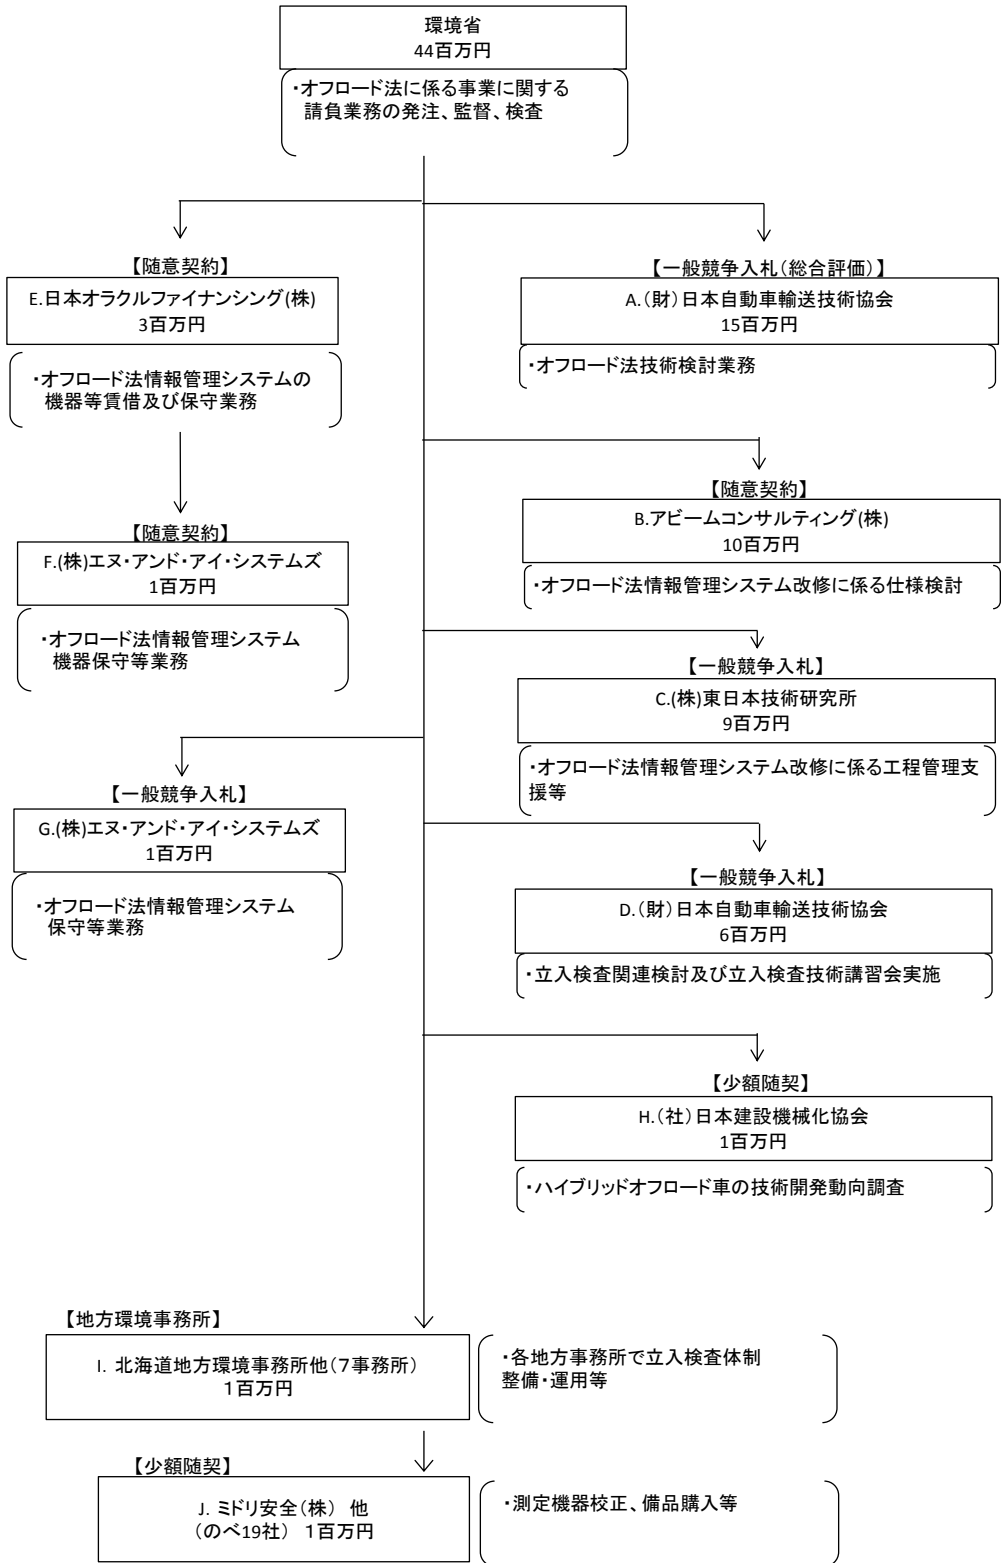 環境省
44百万円
・オフロード法に係る事業に関する
請負業務の発注、監督、検査
【随意契約】
E.日本オラクルファイナンシング(株)
3百万円
・オフロード法情報管理システムの
機器等賃借及び保守業務
【一般競争入札(総合評価)】
A.(財)日本自動車輸送技術協会
15百万円
・オフロード法技術検討業務
【随意契約】
F.(株)エヌ・アンド・アイ・システムズ
1百万円
・オフロード法情報管理システム
機器保守等業務
【随意契約】
B.アビームコンサルティング(株)
10百万円
・オフロード法情報管理システム改修に係る仕様検討
【一般競争入札】
C.(株)東日本技術研究所
9百万円
・オフロード法情報管理システム改修に係る工程管理支
援等
【一般競争入札】
G.(株)エヌ・アンド・アイ・システムズ
1百万円
・オフロード法情報管理システム
保守等業務
【一般競争入札】
D.(財)日本自動車輸送技術協会
6百万円
・立入検査関連検討及び立入検査技術講習会実施
【少額随契】
H.(社)日本建設機械化協会
1百万円
・ハイブリッドオフロード車の技術開発動向調査
【地方環境事務所】
I. 北海道地方環境事務所他(7事務所)
1百万円
・各地方事務所で立入検査体制
整備・運用等
【少額随契】
J. ミドリ安全(株) 他
(のべ19社) 1百万円
・測定機器校正、備品購入等